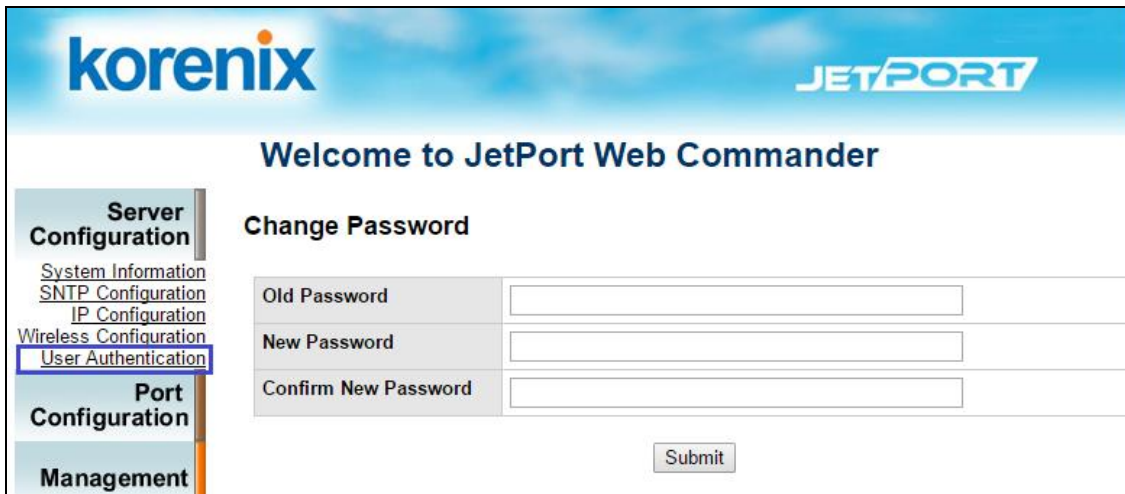 korenix
JETPORT
Welcome to JetPort Web Commander
Server
Configuration
System Information
SNTP Configuration
IP Configuration
Wireless Configuration
User Authentication
Port
Configuration
Management
Change Password
Old Password
New Password
Confirm New Password
Submit